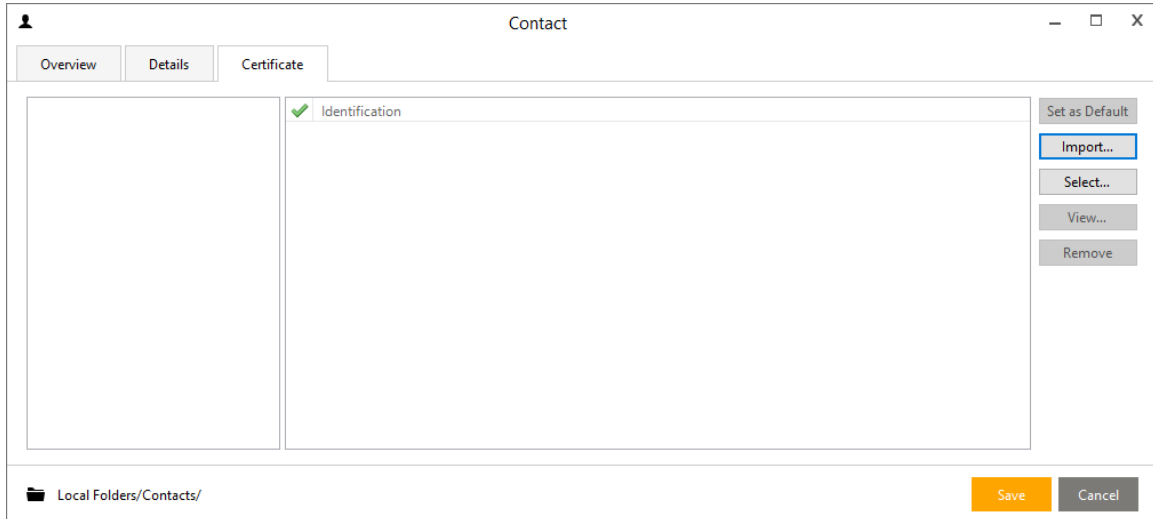 Contact
Overview
Details
Certificate
Identification
Set as Default
Import...
Select...
View...
Remove
Local Folders/Contacts/
Save
Cancel